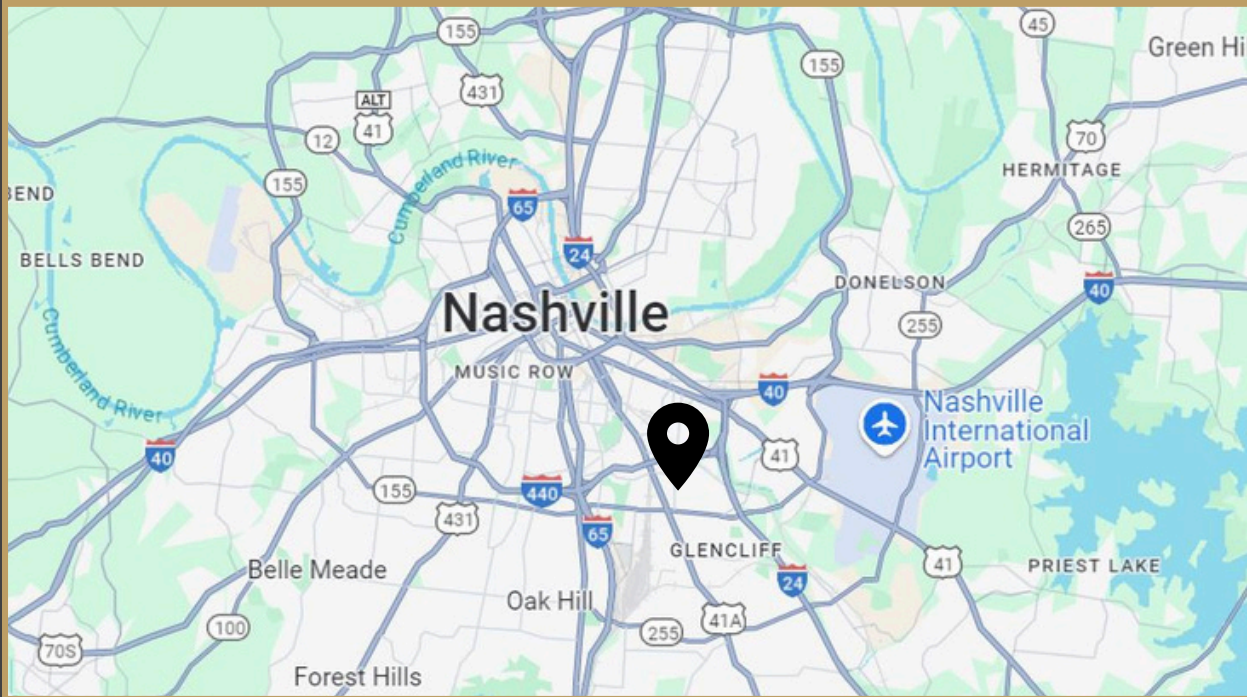 45
155
Green Hi
155
431
ALT
41
12
70
Cumberland River
HERMITAGE
155
BEND
65
265
24
BELLS BEND
DONELSON
40
Nashville
255
Cumberland River
MUSIC ROW
40
Nashville
International
Airport
41
40
155
440
431
65
GLENCLIFF
41
PRIEST LAKE
Belle Meade
24
Oak Hill
41A
100
255
70S
Forest Hills